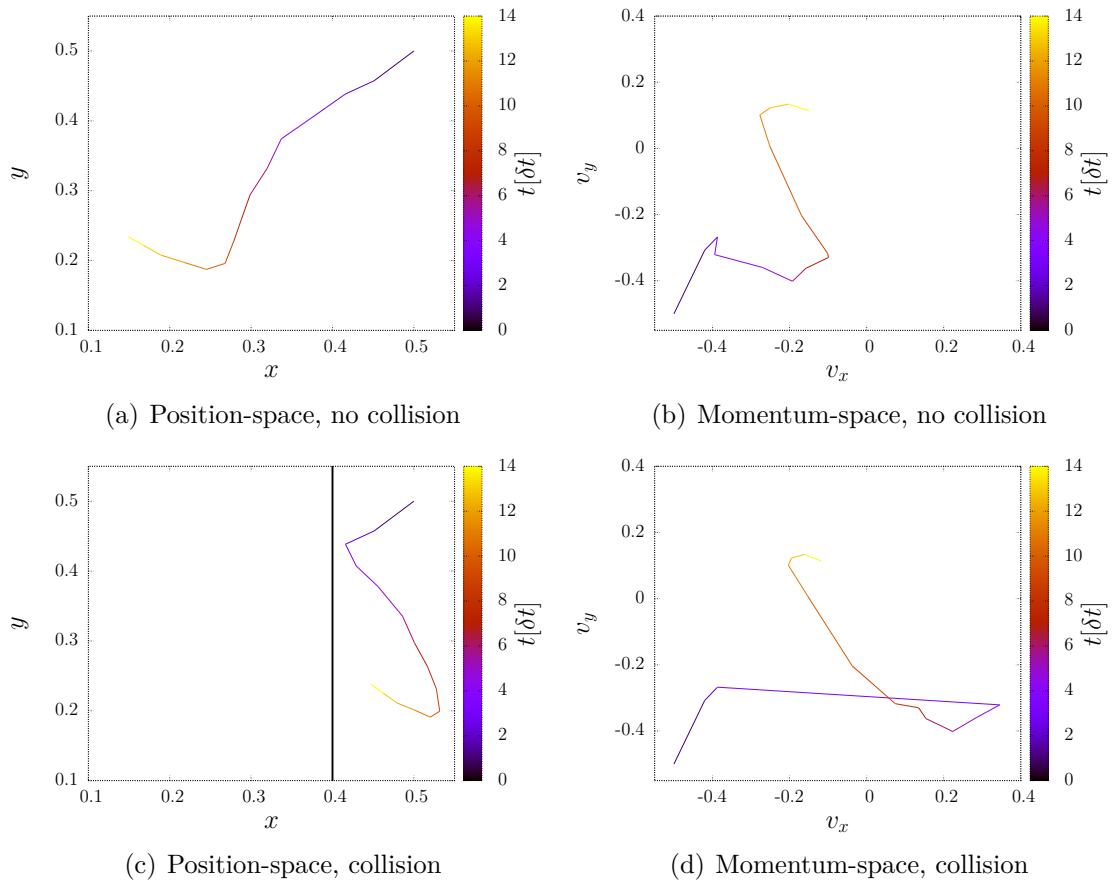 0.5
0.4
0.3
0.2
0.1
y
0.1 0.2 0.3 0.4 0.5
x
14
12
10
8
6
4
2
0
t[δt]
(a) Position-space, no collision
0.4
0.2
0
-0.2
-0.4
v_y
-0.4 -0.2 0 0.2 0.4
v_x
14
12
10
8
6
4
2
0
t[δt]
(b) Momentum-space, no collision
0.5
0.4
0.3
0.2
0.1
y
0.1 0.2 0.3 0.4 0.5
x
14
12
10
8
6
4
2
0
t[δt]
(c) Position-space, collision
0.4
0.2
0
-0.2
-0.4
v_y
-0.4 -0.2 0 0.2 0.4
v_x
14
12
10
8
6
4
2
0
t[δt]
(d) Momentum-space, collision